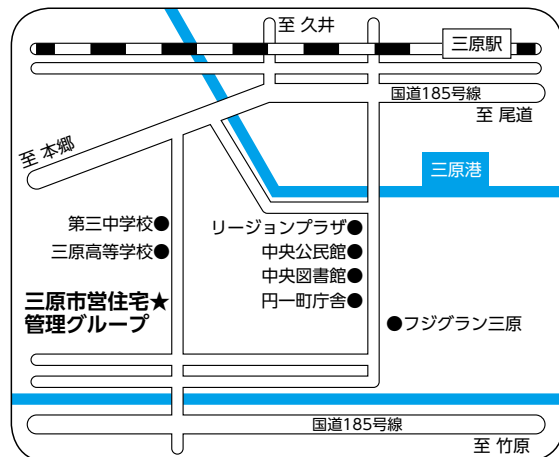 至 久井
三原駅
国道185号線
至 尾道
至 本郷
三原港
第三中学校●
三原高等学校●
リージョンプラザ●
中央公民館●
中央図書館●
円一町庁舎●
三原市営住宅★
管理グループ
●フジグラン三原
国道185号線
至 竹原